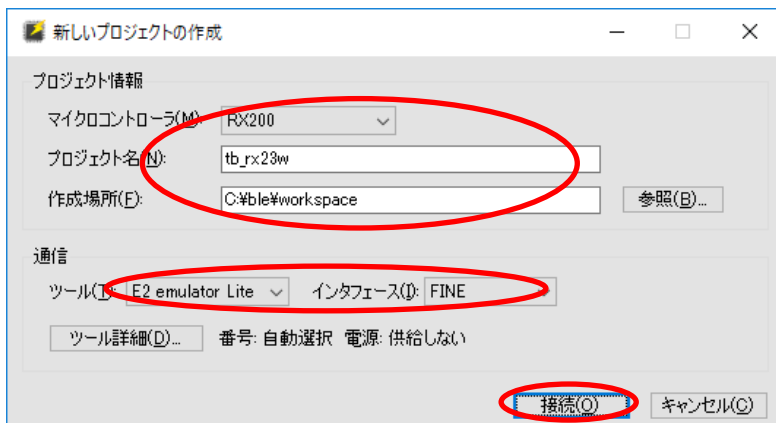 新しいプロジェクトの作成
プロジェクト情報
マイクロコントローラ(M): RX200
プロジェクト名(N): tb_rx23w
作成場所(F): C:¥ble¥workspace 参照(B)...
通信
ツール(T): E2 emulator Lite インタフェース(I): FINE
ツール詳細(D)... 番号: 自動選択 電源: 供給しない
接続(O) キャンセル(C)